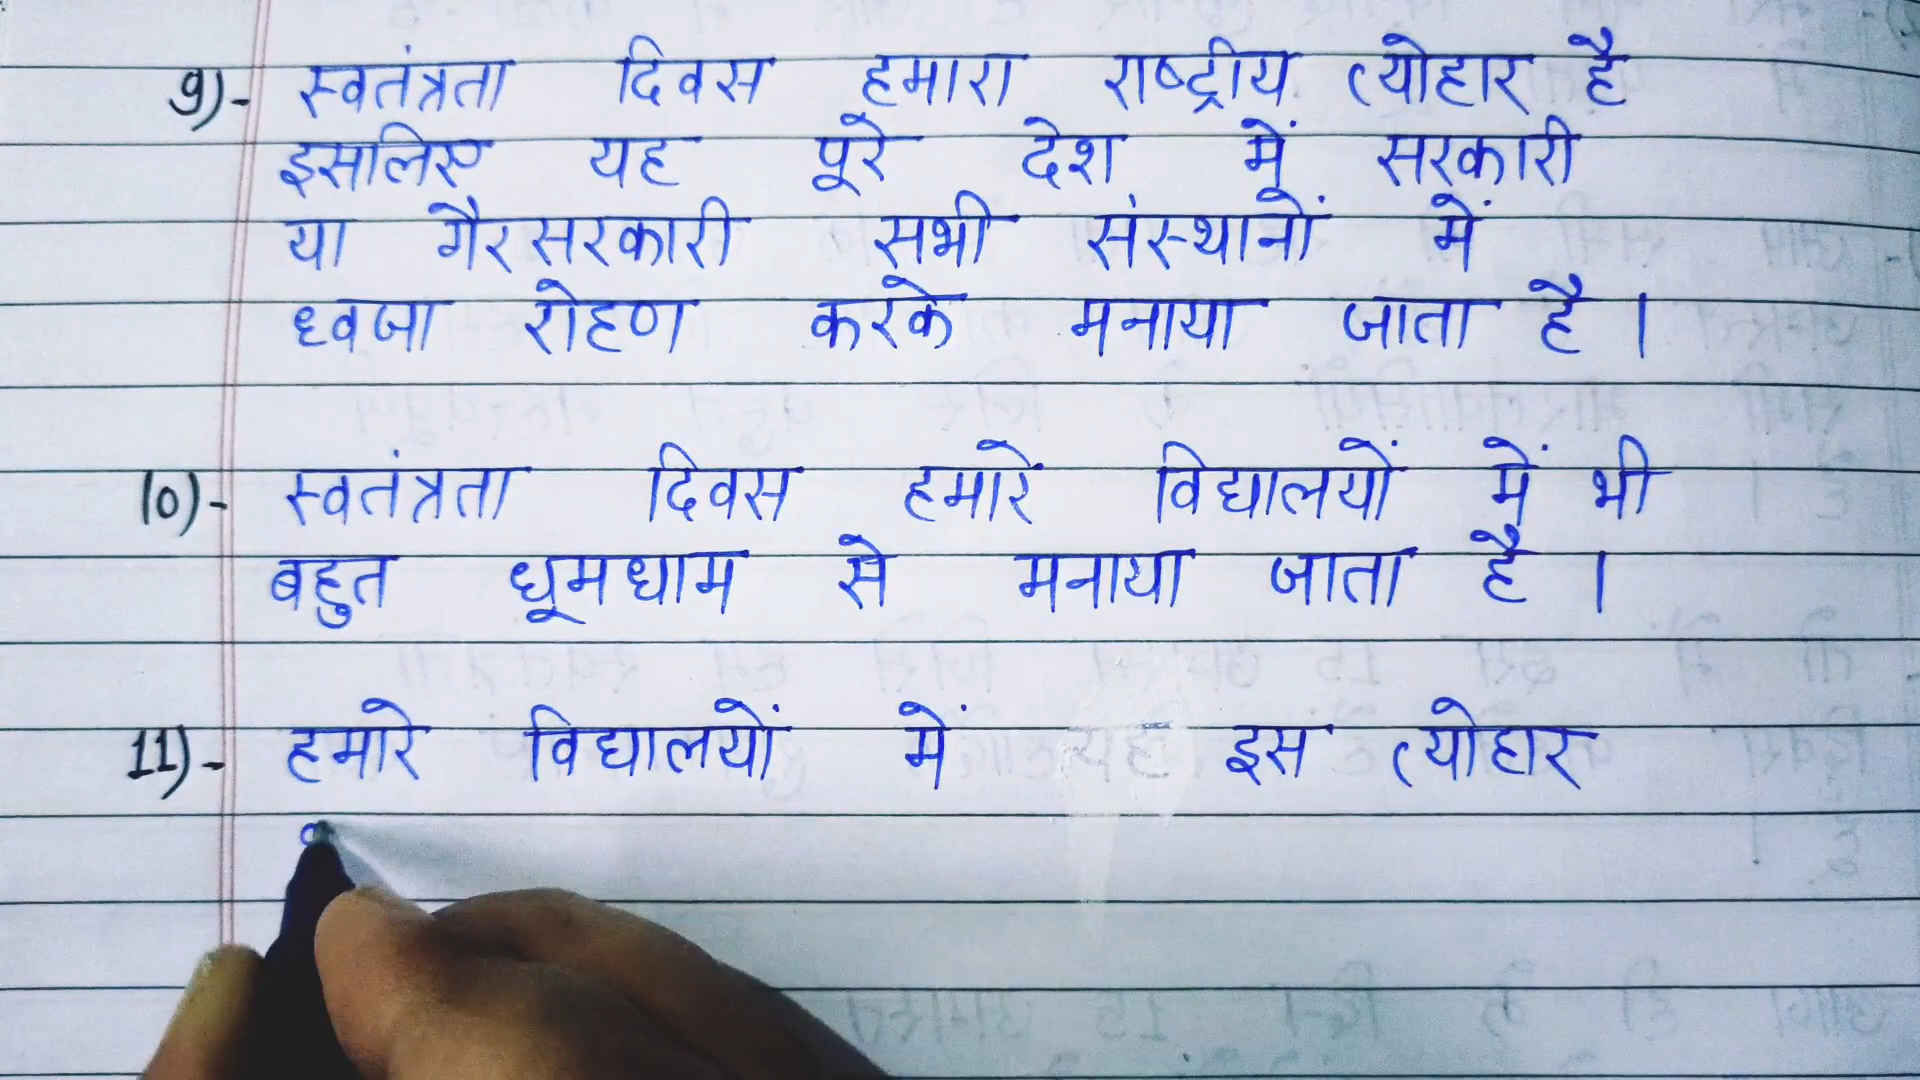 9)- स्वतंत्रता दिवस हमारा राष्ट्रीय त्योहार है
इसलिए यह पूरे देश में सरकारी
या गैरसरकारी सभी संस्थानों में
ध्वजा रोहण करके मनाया जाता है ।
10)- स्वतंत्रता दिवस हमारे विद्यालयों में भी
बहुत धूमधाम से मनाया जाता है ।
11)- हमारे विद्यालयों में इस त्योहार